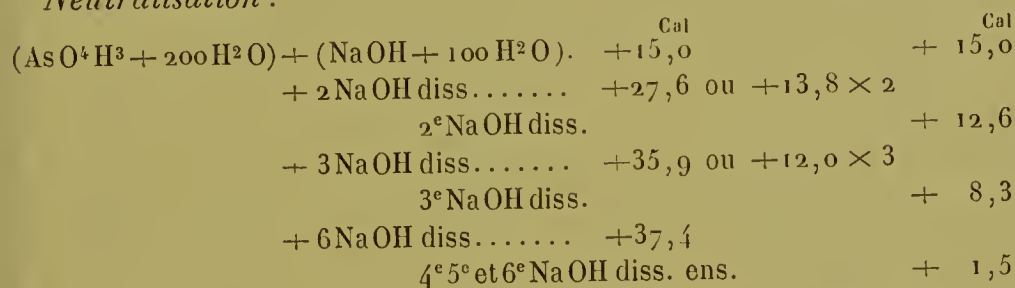 Neutralisation :
Cal Cal
(AsO⁴H³ + 200H²O) + (NaOH + 100H²O). +15,0 + 15,0
+ 2NaOH diss....... +27,6 ou +13,8 × 2
2ᵉ NaOH diss. + 12,6
+ 3NaOH diss....... +35,9 ou +12,0 × 3
3ᵉ NaOH diss. + 8,3
+ 6NaOH diss....... +37,4
4ᵉ 5ᵉ et 6ᵉ NaOH diss. ens. + 1,5